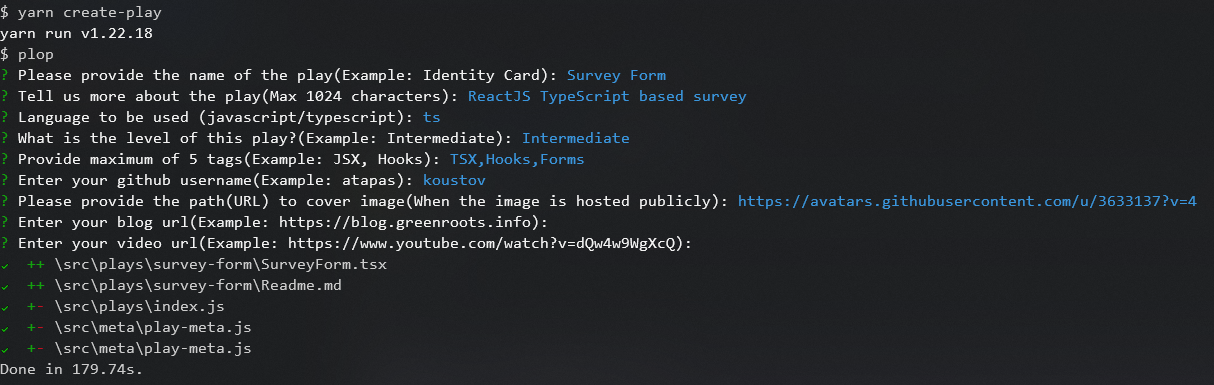 $ yarn create-play
yarn run v1.22.18
$ plop
? Please provide the name of the play(Example: Identity Card): Survey Form
? Tell us more about the play(Max 1024 characters): ReactJS TypeScript based survey
? Language to be used (javascript/typescript): ts
? What is the level of this play?(Example: Intermediate): Intermediate
? Provide maximum of 5 tags(Example: JSX, Hooks): TSX,Hooks,Forms
? Enter your github username(Example: atapas): koustov
? Please provide the path(URL) to cover image(When the image is hosted publicly): https://avatars.githubusercontent.com/u/3633137?v=4
? Enter your blog url(Example: https://blog.greenroots.info):
? Enter your video url(Example: https://www.youtube.com/watch?v=dQw4w9WgXcQ):
✓ ++ \src\plays\survey-form\SurveyForm.tsx
✓ ++ \src\plays\survey-form\Readme.md
✓ +- \src\plays\index.js
✓ +- \src\meta\play-meta.js
✓ +- \src\meta\play-meta.js
Done in 179.74s.